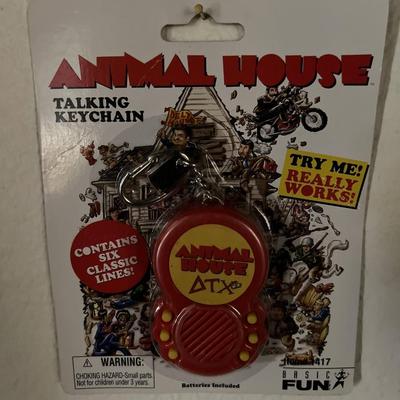 ANIMAL HOUSE
TALKING
KEYCHAIN
TRY ME!
REALLY
WORKS!
CONTAINS
SIX
CLASSIC
LINES!
ANIMAL
HOUSE
ΔΤΧ
WARNING:
CHOKING HAZARD-Small parts
Not for children under 3 years.
Batteries Included
BASIC
FUN